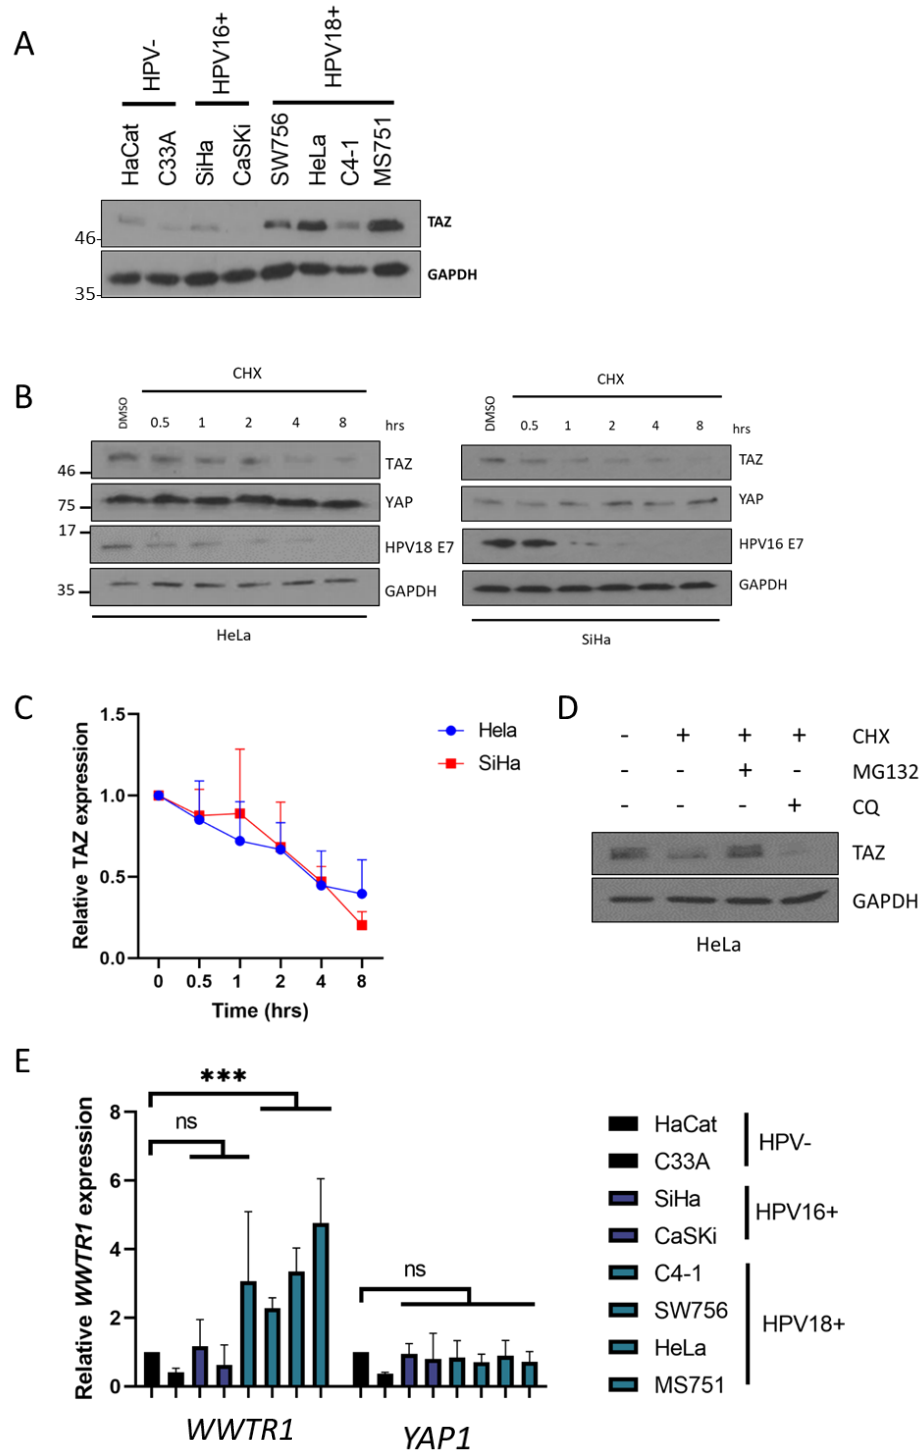 A
HPV-
HPV16+
HPV18+
HaCat
C33A
SiHa
CaSKi
SW756
HeLa
C4-1
MS751
TAZ
46
GAPDH
35
B
CHX
DMSO
0.5 1 2 4 8 hrs
46
TAZ
75
YAP
17
HPV18 E7
35
GAPDH
HeLa
CHX
DMSO
0.5 1 2 4 8 hrs
TAZ
YAP
HPV16 E7
GAPDH
SiHa
C
Relative TAZ expression
1.5
1.0
0.5
0.0
0 0.5 1 2 4 8
Time (hrs)
Hela
SiHa
D
- + + + CHX
- - + - MG132
- - - + CQ
TAZ
GAPDH
HeLa
E
Relative WWTR1 expression
8
6
4
2
0
***
ns
ns
WWTR1
YAP1
HaCat
C33A
HPV-
SiHa
CaSKi
HPV16+
C4-1
SW756
HeLa
MS751
HPV18+